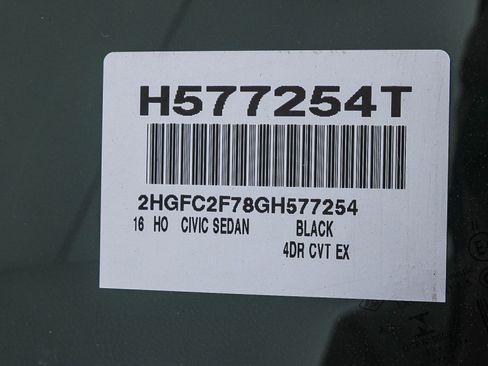 H577254T
2HGFC2F78GH577254
16 HO CIVIC SEDAN BLACK
4DR CVT EX